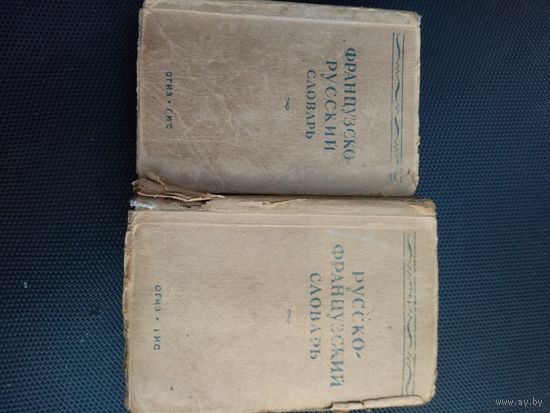 ФРАНЦУЗСКО-
РУССКИЙ
СЛОВАРЬ
ОГИЗ • ГИС
РУССКО-
ФРАНЦУЗСКИЙ
СЛОВАРЬ
ОГИЗ • ГИС
www.ay.by